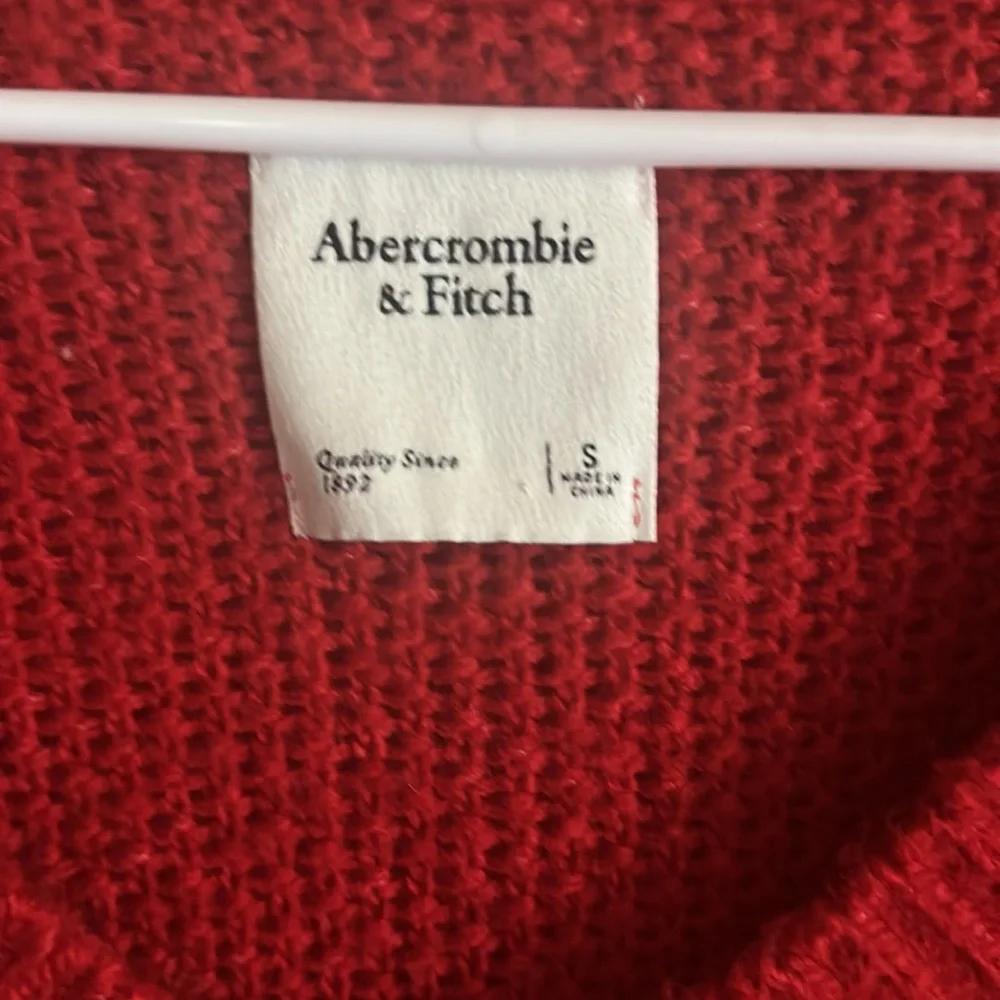 Abercrombie
& Fitch
Quality Since
1892
S
MADE IN
CHINA